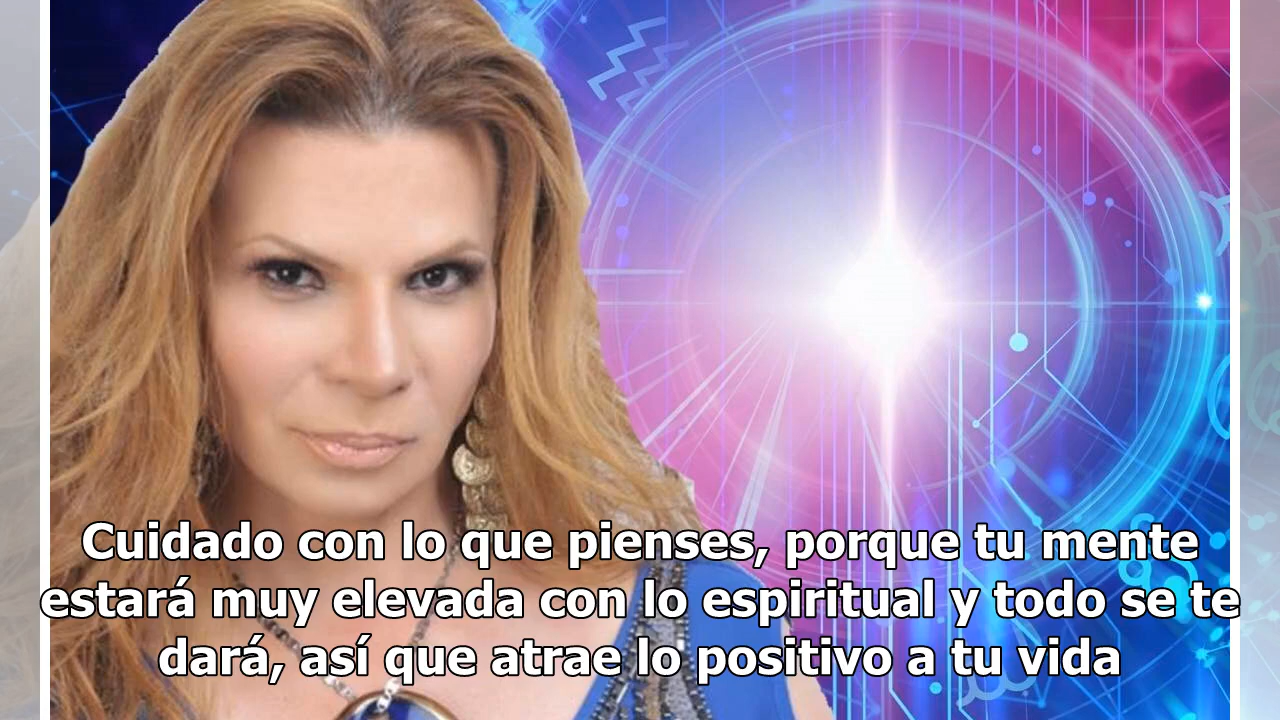 Cuidado con lo que pienses, porque tu mente
estará muy elevada con lo espiritual y todo se te
dará, así que atrae lo positivo a tu vida